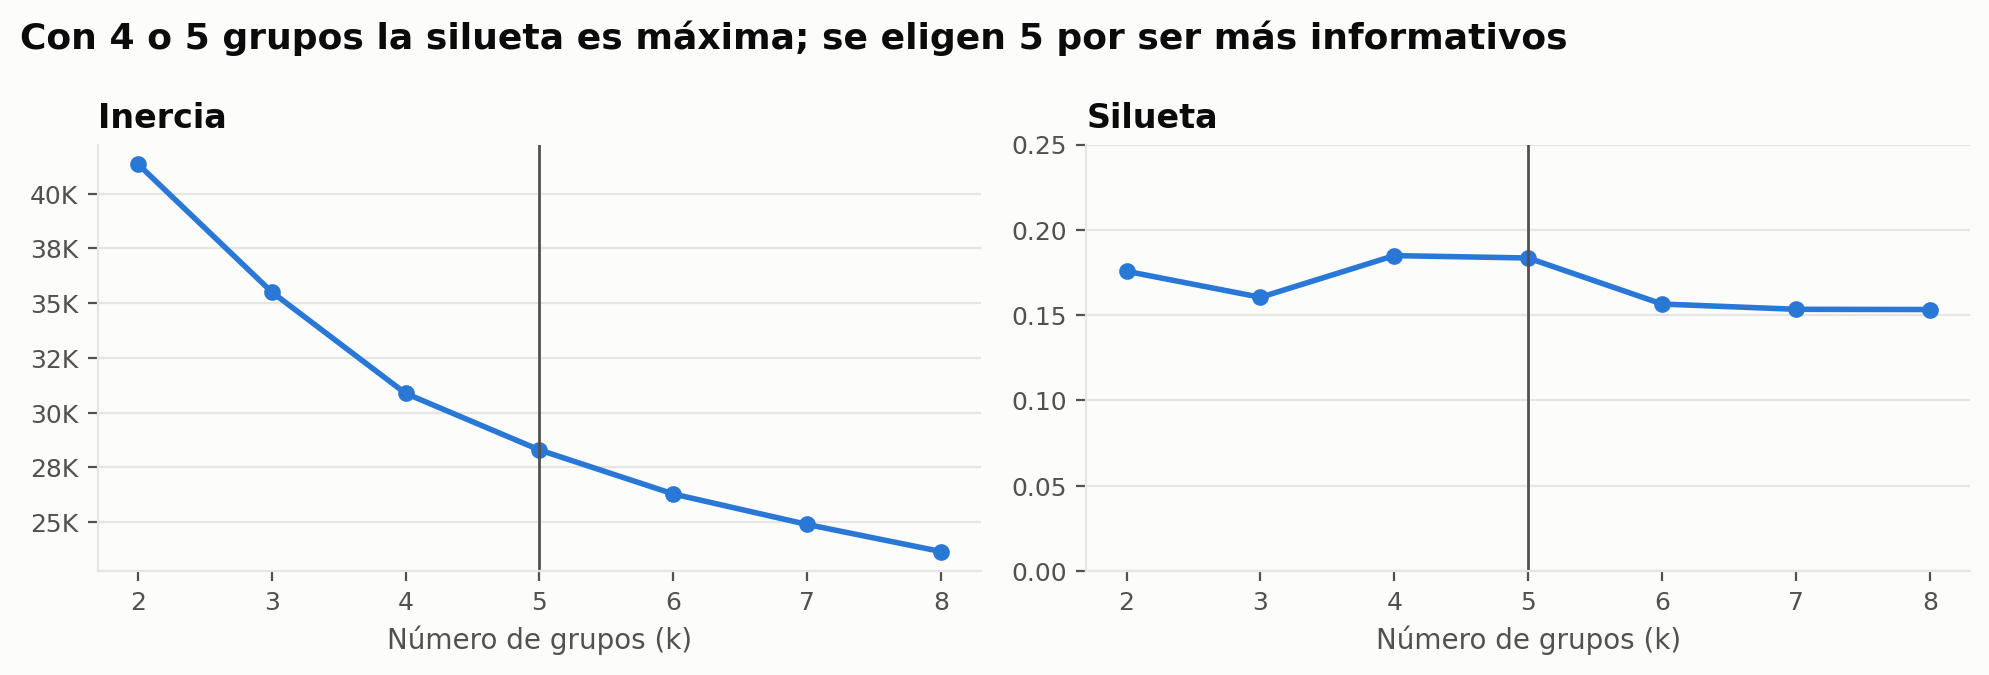 Con 4 o 5 grupos la silueta es máxima; se eligen 5 por ser más informativos
Inercia
40K
38K
35K
32K
30K
28K
25K
2 3 4 5 6 7 8
Número de grupos (k)
Silueta
0.25
0.20
0.15
0.10
0.05
0.00
2 3 4 5 6 7 8
Número de grupos (k)